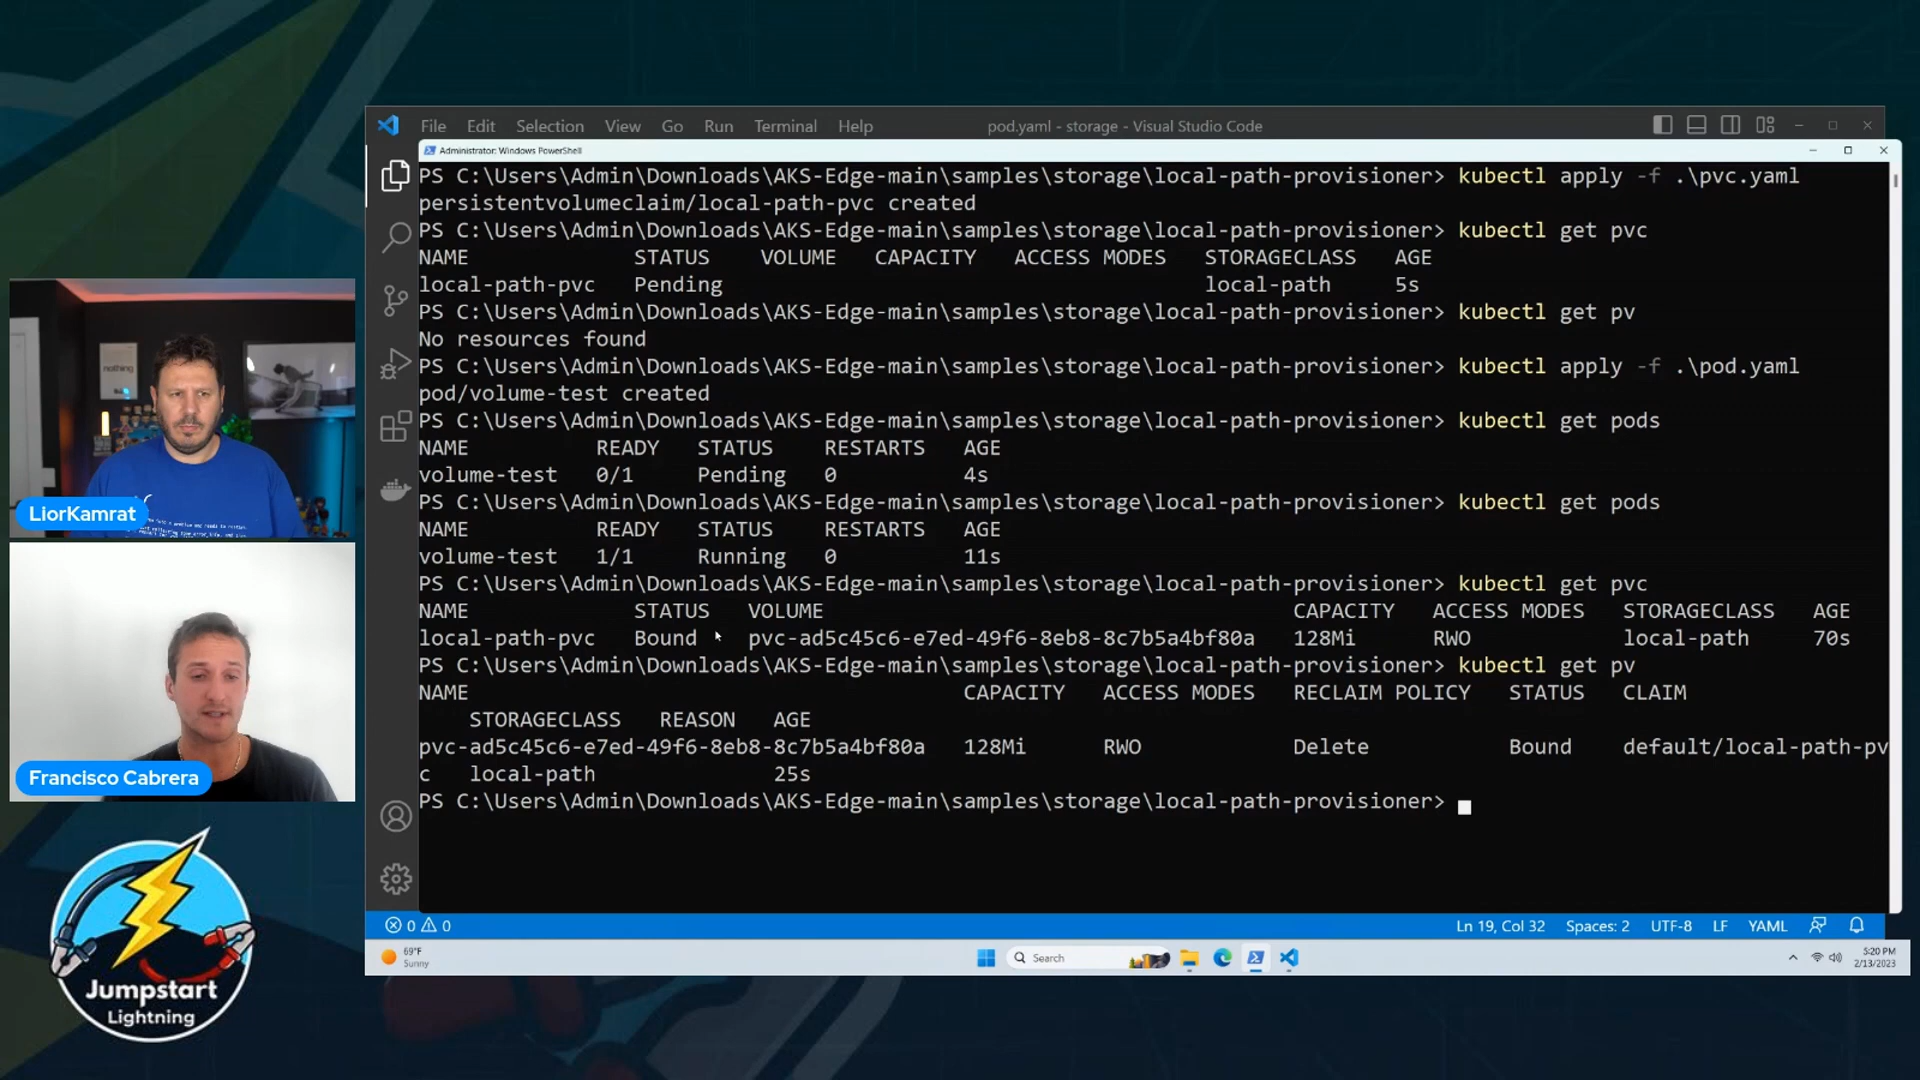 File Edit Selection View Go Run Terminal Help pod.yaml - storage - Visual Studio Code
Administrator: Windows PowerShell
PS C:\Users\Admin\Downloads\AKS-Edge-main\samples\storage\local-path-provisioner> kubectl apply -f .\pvc.yaml
persistentvolumeclaim/local-path-pvc created
PS C:\Users\Admin\Downloads\AKS-Edge-main\samples\storage\local-path-provisioner> kubectl get pvc
NAME STATUS VOLUME CAPACITY ACCESS MODES STORAGECLASS AGE
local-path-pvc Pending local-path 5s
PS C:\Users\Admin\Downloads\AKS-Edge-main\samples\storage\local-path-provisioner> kubectl get pv
No resources found
PS C:\Users\Admin\Downloads\AKS-Edge-main\samples\storage\local-path-provisioner> kubectl apply -f .\pod.yaml
pod/volume-test created
PS C:\Users\Admin\Downloads\AKS-Edge-main\samples\storage\local-path-provisioner> kubectl get pods
NAME READY STATUS RESTARTS AGE
volume-test 0/1 Pending 0 4s
PS C:\Users\Admin\Downloads\AKS-Edge-main\samples\storage\local-path-provisioner> kubectl get pods
NAME READY STATUS RESTARTS AGE
volume-test 1/1 Running 0 11s
PS C:\Users\Admin\Downloads\AKS-Edge-main\samples\storage\local-path-provisioner> kubectl get pvc
NAME STATUS VOLUME CAPACITY ACCESS MODES STORAGECLASS AGE
local-path-pvc Bound pvc-ad5c45c6-e7ed-49f6-8eb8-8c7b5a4bf80a 128Mi RWO local-path 70s
PS C:\Users\Admin\Downloads\AKS-Edge-main\samples\storage\local-path-provisioner> kubectl get pv
NAME CAPACITY ACCESS MODES RECLAIM POLICY STATUS CLAIM
STORAGECLASS REASON AGE
pvc-ad5c45c6-e7ed-49f6-8eb8-8c7b5a4bf80a 128Mi RWO Delete Bound default/local-path-pv
c local-path 25s
PS C:\Users\Admin\Downloads\AKS-Edge-main\samples\storage\local-path-provisioner>
0 0 Ln 19, Col 32 Spaces: 2 UTF-8 LF YAML
69°F
Sunny
Search
5:20 PM
2/13/2023
nothing
LiorKamrat
Francisco Cabrera
Jumpstart
Lightning